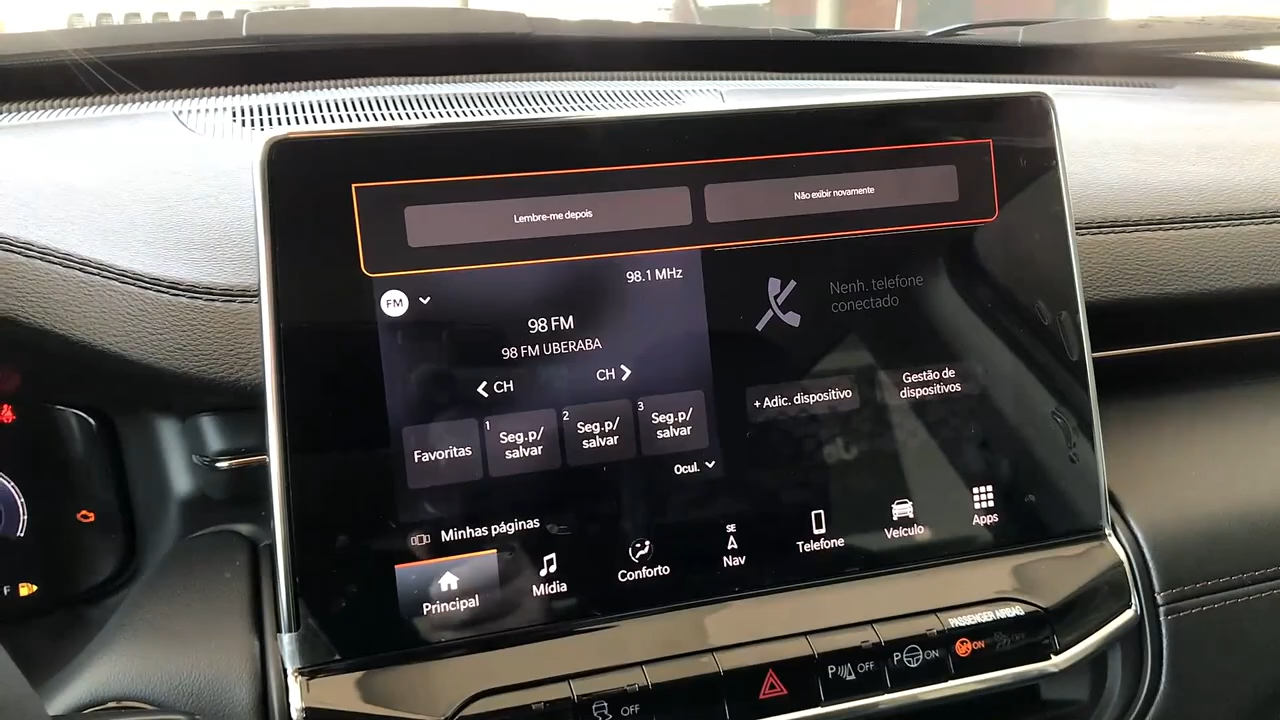 Lembre-me depois
Não exibir novamente
98.1 MHz
FM
98 FM
98 FM UBERABA
CH
CH
Favoritas
1
Seg.p/
salvar
2
Seg.p/
salvar
3
Seg.p/
salvar
Ocul.
Nenh. telefone
conectado
+ Adic. dispositivo
Gestão de
dispositivos
Minhas páginas
Principal
Mídia
Conforto
SE
Nav
Telefone
Veículo
Apps
F
PASSENGER AIRBAG
OFF
P OFF
P ON
ON
OFF